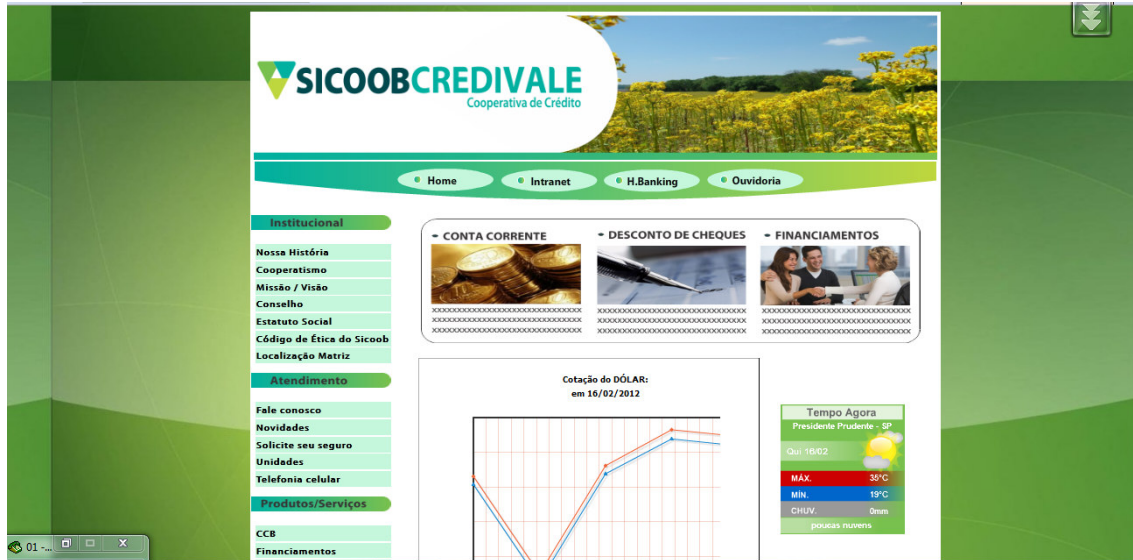 SICOOBCREDIVALE
Cooperativa de Crédito
Home
Intranet
H.Banking
Ouvidoria
Institucional
Nossa História
Cooperatismo
Missão / Visão
Conselho
Estatuto Social
Código de Ética do Sicoob
Localização Matriz
Atendimento
Fale conosco
Novidades
Solicite seu seguro
Unidades
Telefonia celular
Produtos/Serviços
CCB
Financiamentos
- CONTA CORRENTE
- DESCONTO DE CHEQUES
- FINANCIAMENTOS
Cotação do DÓLAR:
em 16/02/2012
Tempo Agora
Presidente Prudente - SP
Qui 16/02
MÁX. 35°C
MÍN. 19°C
CHUV. 0mm
poucas nuvens
01 -...